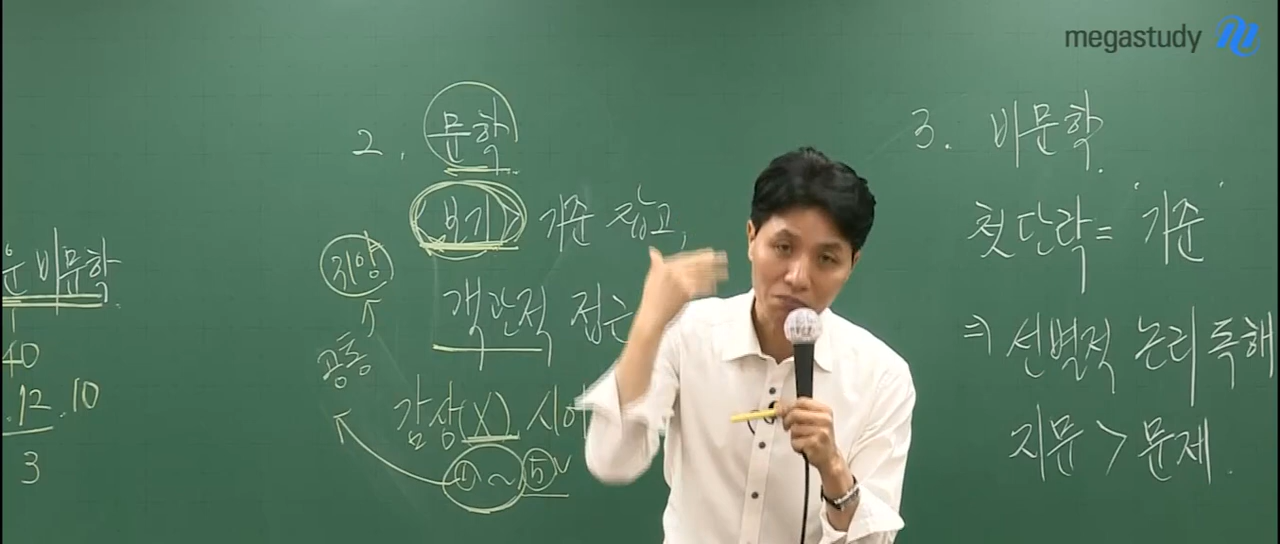 megastudy
2. 문학
<보기> 기준 잡고,
지향
객관적 접근
공통
감상(X). 시어
①~⑤
3. 비문학.
첫 단락 = '기준'
⇒ 선별적 논리 독해
지문 > 문제.
비문학.
40
.12 .10
3